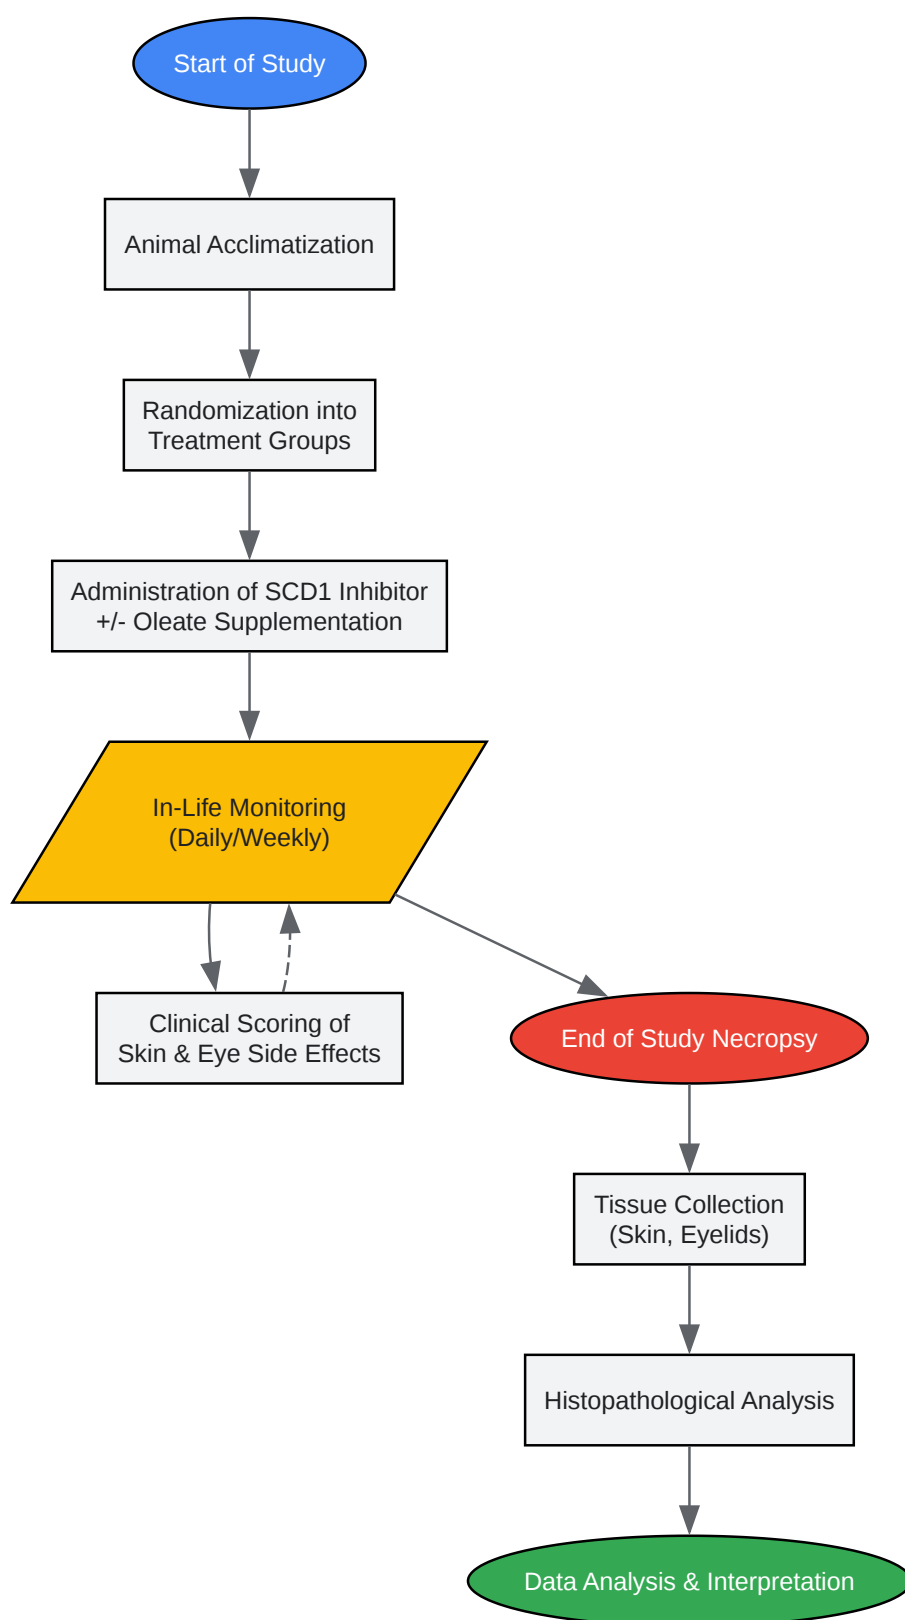 Start of Study
Animal Acclimatization
Randomization into
Treatment Groups
Administration of SCD1 Inhibitor
+/- Oleate Supplementation
In-Life Monitoring
(Daily/Weekly)
Clinical Scoring of
Skin & Eye Side Effects
End of Study Necropsy
Tissue Collection
(Skin, Eyelids)
Histopathological Analysis
Data Analysis & Interpretation